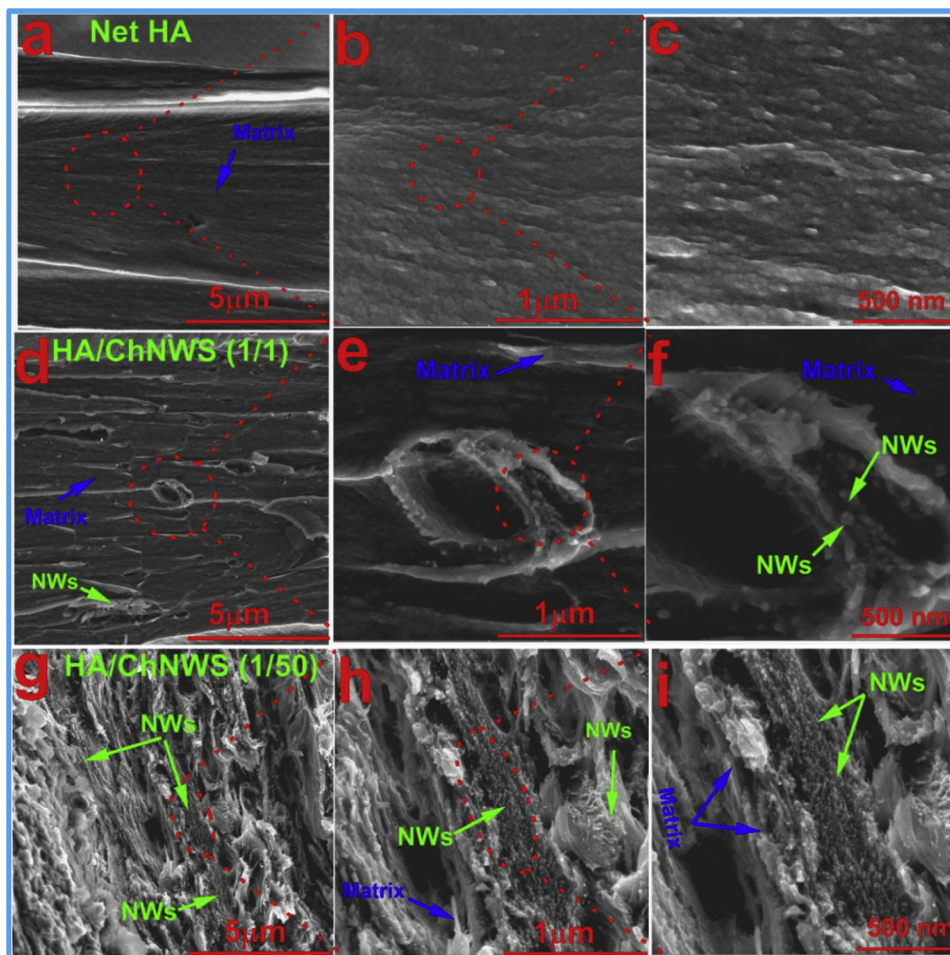 a
Net HA
Matrix
5µm
b
1µm
c
500 nm
d
HA/ChNWS (1/1)
Matrix
NWs
5µm
e
Matrix
1µm
f
Matrix
NWs
NWs
500 nm
g
HA/ChNWS (1/50)
NWs
NWs
5µm
h
NWs
NWs
Matrix
1µm
i
NWs
Matrix
500 nm